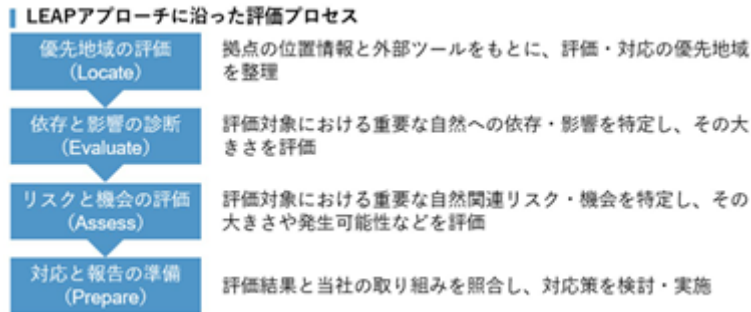 LEAPアプローチに沿った評価プロセス
優先地域の評価
(Locate)
拠点の位置情報と外部ツールをもとに、評価・対応の優先地域
を整理
依存と影響の診断
(Evaluate)
評価対象における重要な自然への依存・影響を特定し、その大
きさを評価
リスクと機会の評価
(Assess)
評価対象における重要な自然関連リスク・機会を特定し、その
大きさや発生可能性などを評価
対応と報告の準備
(Prepare)
評価結果と当社の取り組みを照合し、対応策を検討・実施